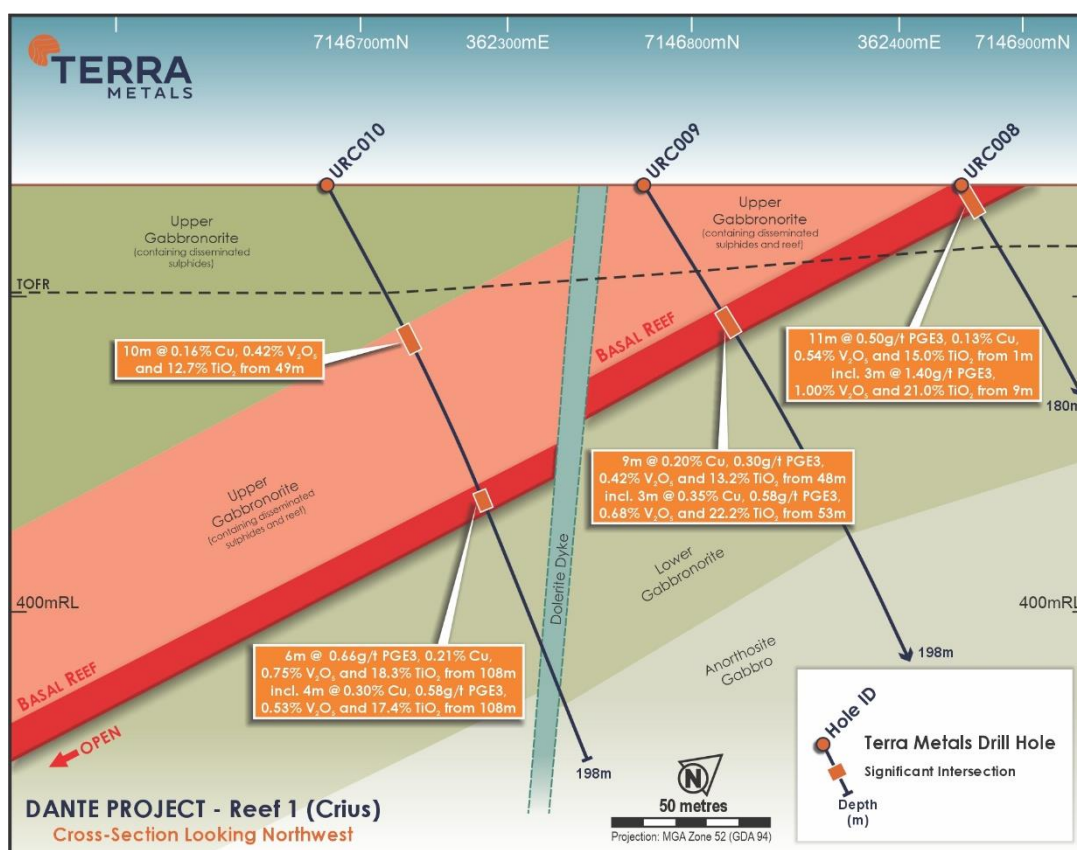 7146700mN
362300mE
7146800mN
362400mE
7146900mN
TERRA
METALS
URC010
URC009
URC008
Upper
Gabbronorite
(containing disseminated
sulphides)
Upper
Gabbronorite
(containing disseminated
sulphides and reef)
TOFR
BASAL REEF
10m @ 0.16% Cu, 0.42% V₂O₅
and 12.7% TiO₂ from 49m
11m @ 0.50g/t PGE3, 0.13% Cu,
0.54% V₂O₅ and 15.0% TiO₂ from 1m
incl. 3m @ 1.40g/t PGE3,
1.00% V₂O₅ and 21.0% TiO₂ from 9m
180m
9m @ 0.20% Cu, 0.30g/t PGE3,
0.42% V₂O₅ and 13.2% TiO₂ from 48m
incl. 3m @ 0.35% Cu, 0.58g/t PGE3,
0.68% V₂O₅ and 22.2% TiO₂ from 53m
Upper
Gabbronorite
(containing disseminated
sulphides and reef)
Dolerite Dyke
Lower
Gabbronorite
400mRL
400mRL
Anorthosite
Gabbro
198m
6m @ 0.66g/t PGE3, 0.21% Cu,
0.75% V₂O₅ and 18.3% TiO₂ from 108m
incl. 4m @ 0.30% Cu, 0.58g/t PGE3,
0.53% V₂O₅ and 17.4% TiO₂ from 108m
BASAL REEF
OPEN
198m
DANTE PROJECT - Reef 1 (Crius)
Cross-Section Looking Northwest
N
50 metres
Projection: MGA Zone 52 (GDA 94)
Hole ID
Terra Metals Drill Hole
Significant Intersection
Depth
(m)